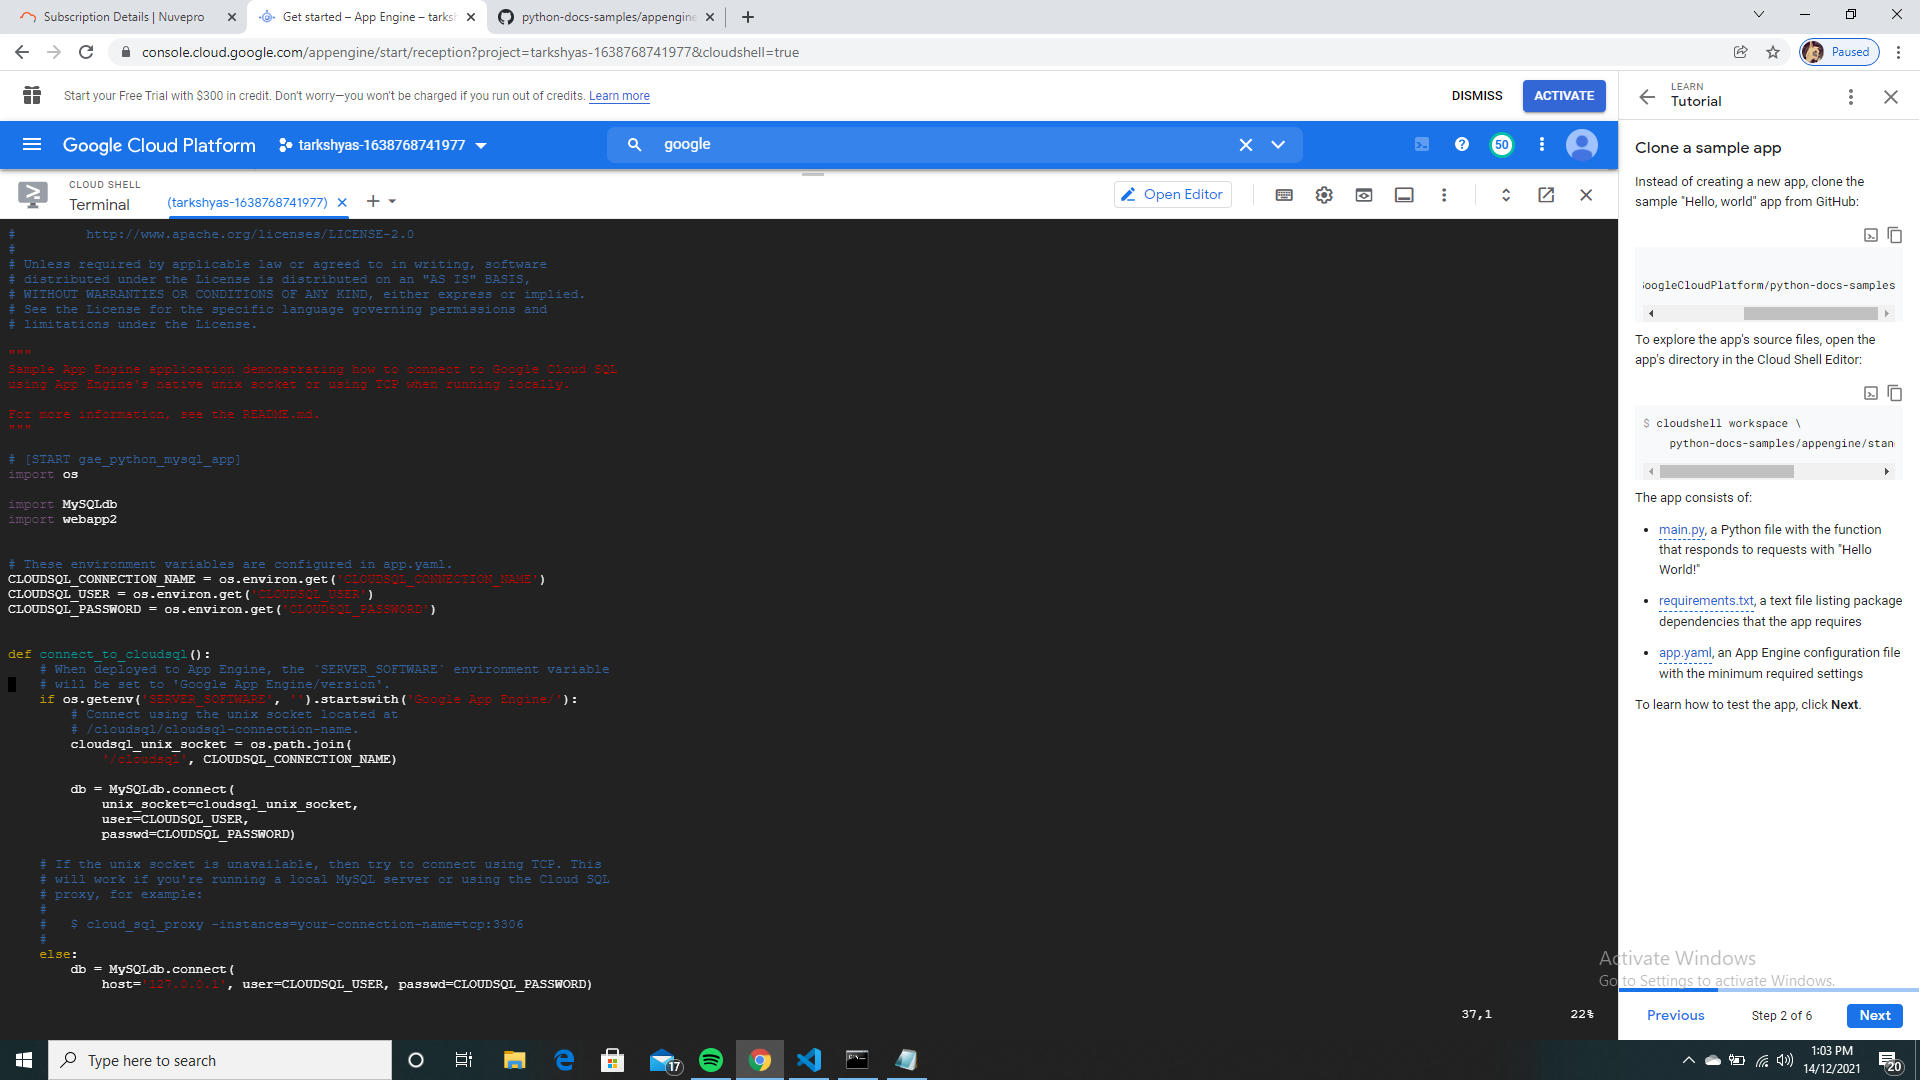 Subscription Details | Nuvepro
Get started – App Engine – tarksh
python-docs-samples/appengine
console.cloud.google.com/appengine/start/reception?project=tarkshyas-1638768741977&cloudshell=true
Paused
Start your Free Trial with $300 in credit. Don't worry—you won't be charged if you run out of credits. Learn more
DISMISS
ACTIVATE
Google Cloud Platform
tarkshyas-1638768741977
google
50
CLOUD SHELL
Terminal
(tarkshyas-1638768741977)
Open Editor
#         http://www.apache.org/licenses/LICENSE-2.0
#
# Unless required by applicable law or agreed to in writing, software
# distributed under the License is distributed on an "AS IS" BASIS,
# WITHOUT WARRANTIES OR CONDITIONS OF ANY KIND, either express or implied.
# See the License for the specific language governing permissions and
# limitations under the License.
"""
Sample App Engine application demonstrating how to connect to Google Cloud SQL
using App Engine's native unix socket or using TCP when running locally.
For more information, see the README.md.
"""
# [START gae_python_mysql_app]
import os
import MySQLdb
import webapp2
# These environment variables are configured in app.yaml.
CLOUDSQL_CONNECTION_NAME = os.environ.get('CLOUDSQL_CONNECTION_NAME')
CLOUDSQL_USER = os.environ.get('CLOUDSQL_USER')
CLOUDSQL_PASSWORD = os.environ.get('CLOUDSQL_PASSWORD')
def connect_to_cloudsql():
    # When deployed to App Engine, the `SERVER_SOFTWARE` environment variable
    # will be set to 'Google App Engine/version'.
    if os.getenv('SERVER_SOFTWARE', '').startswith('Google App Engine/'):
        # Connect using the unix socket located at
        # /cloudsql/cloudsql-connection-name.
        cloudsql_unix_socket = os.path.join(
            '/cloudsql', CLOUDSQL_CONNECTION_NAME)
        db = MySQLdb.connect(
            unix_socket=cloudsql_unix_socket,
            user=CLOUDSQL_USER,
            passwd=CLOUDSQL_PASSWORD)
    # If the unix socket is unavailable, then try to connect using TCP. This
    # will work if you're running a local MySQL server or using the Cloud SQL
    # proxy, for example:
    #
    #   $ cloud_sql_proxy -instances=your-connection-name=tcp:3306
    #
    else:
        db = MySQLdb.connect(
            host='127.0.0.1', user=CLOUDSQL_USER, passwd=CLOUDSQL_PASSWORD)
37,1
22%
LEARN
Tutorial
Clone a sample app
Instead of creating a new app, clone the
sample "Hello, world" app from GitHub:
GoogleCloudPlatform/python-docs-samples
To explore the app's source files, open the
app's directory in the Cloud Shell Editor:
$ cloudshell workspace \
python-docs-samples/appengine/stan
The app consists of:
• main.py, a Python file with the function
that responds to requests with "Hello
World!"
• requirements.txt, a text file listing package
dependencies that the app requires
• app.yaml, an App Engine configuration file
with the minimum required settings
To learn how to test the app, click Next.
Activate Windows
Go to Settings to activate Windows.
Previous
Step 2 of 6
Next
Type here to search
17
1:03 PM
14/12/2021
20